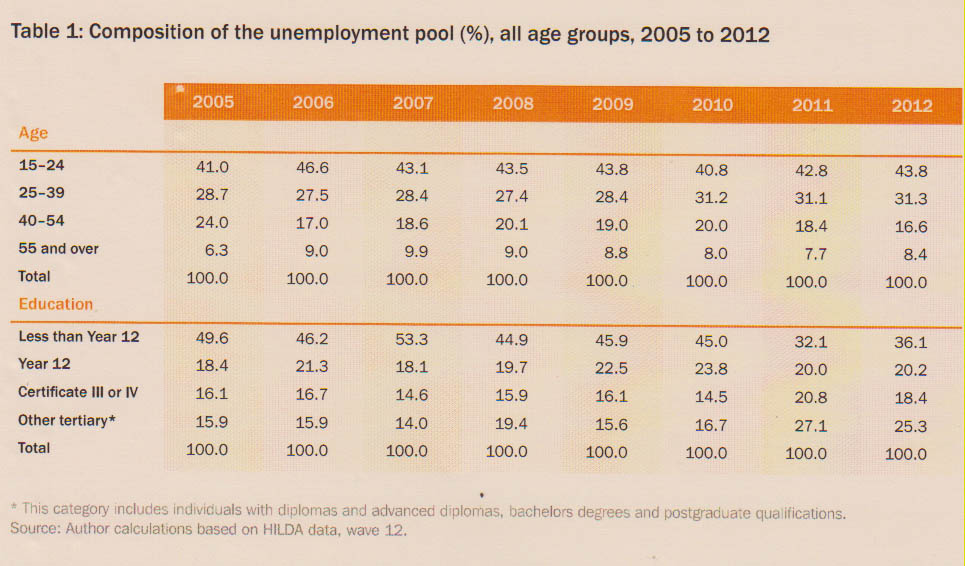 Table 1: Composition of the unemployment pool (%), all age groups, 2005 to 2012
2005 2006 2007 2008 2009 2010 2011 2012
Age
15–24 41.0 46.6 43.1 43.5 43.8 40.8 42.8 43.8
25–39 28.7 27.5 28.4 27.4 28.4 31.2 31.1 31.3
40–54 24.0 17.0 18.6 20.1 19.0 20.0 18.4 16.6
55 and over 6.3 9.0 9.9 9.0 8.8 8.0 7.7 8.4
Total 100.0 100.0 100.0 100.0 100.0 100.0 100.0 100.0
Education
Less than Year 12 49.6 46.2 53.3 44.9 45.9 45.0 32.1 36.1
Year 12 18.4 21.3 18.1 19.7 22.5 23.8 20.0 20.2
Certificate III or IV 16.1 16.7 14.6 15.9 16.1 14.5 20.8 18.4
Other tertiary* 15.9 15.9 14.0 19.4 15.6 16.7 27.1 25.3
Total 100.0 100.0 100.0 100.0 100.0 100.0 100.0 100.0
* This category includes individuals with diplomas and advanced diplomas, bachelors degrees and postgraduate qualifications.
Source: Author calculations based on HILDA data, wave 12.